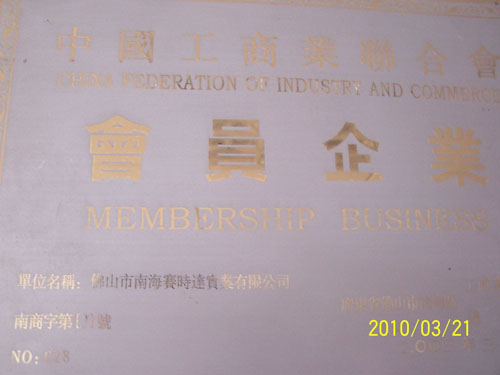 中國工商業聯合會
CHINA FEDERATION OF INDUSTRY AND COMMERCE
會員企業
MEMBERSHIP BUSINESS
單位名稱: 佛山市南海賽時達實業有限公司
南商字第 號
NO: 028
2010/03/21